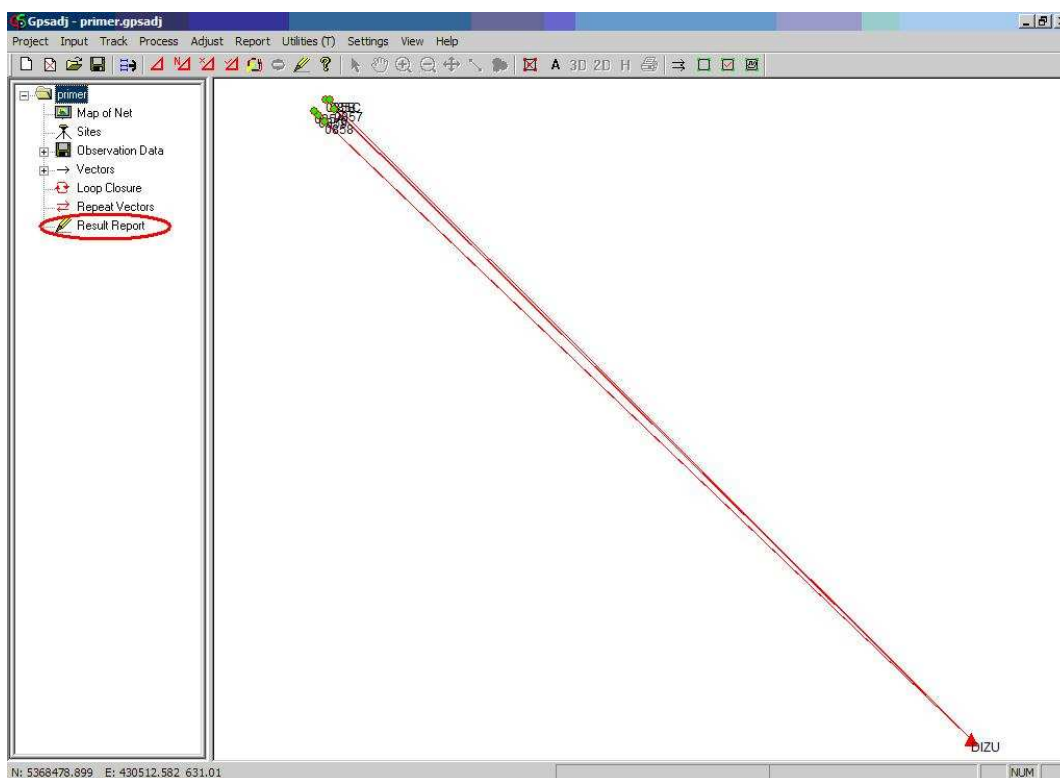 Gpsadj - primer.gpsadj
Project Input Track Process Adjust Report Utilities (T) Settings View Help
A 3D 2D H
primer
Map of Net
Sites
Observation Data
Vectors
Loop Closure
Repeat Vectors
Result Report
0858
DIZU
N: 5368478.899 E: 430512.582 631.01
NUM